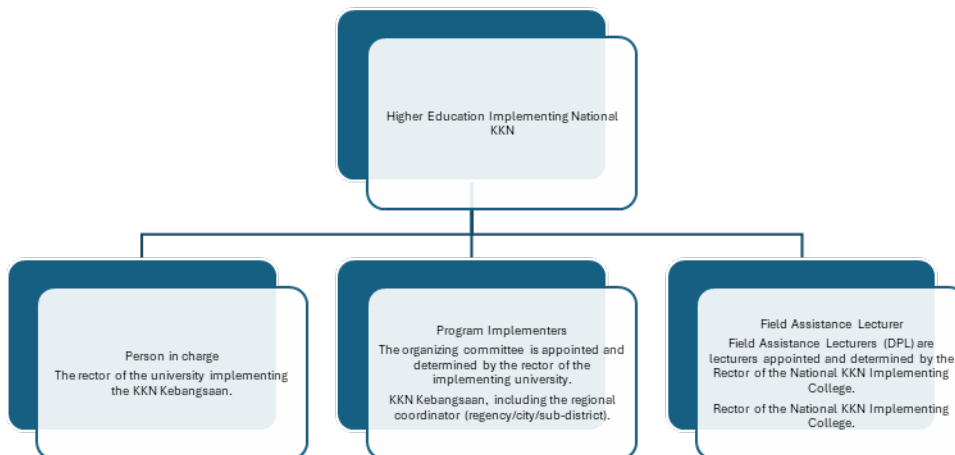 Higher Education Implementing National
KKN
Person in charge
The rector of the university implementing
the KKN Kebangsaan.
Program Implementers
The organizing committee is appointed and
determined by the rector of the
implementing university.
KKN Kebangsaan, including the regional
coordinator (regency/city/sub-district).
Field Assistance Lecturer
Field Assistance Lecturers (DPL) are
lecturers appointed and determined by the
Rector of the National KKN Implementing
College.
Rector of the National KKN Implementing
College.